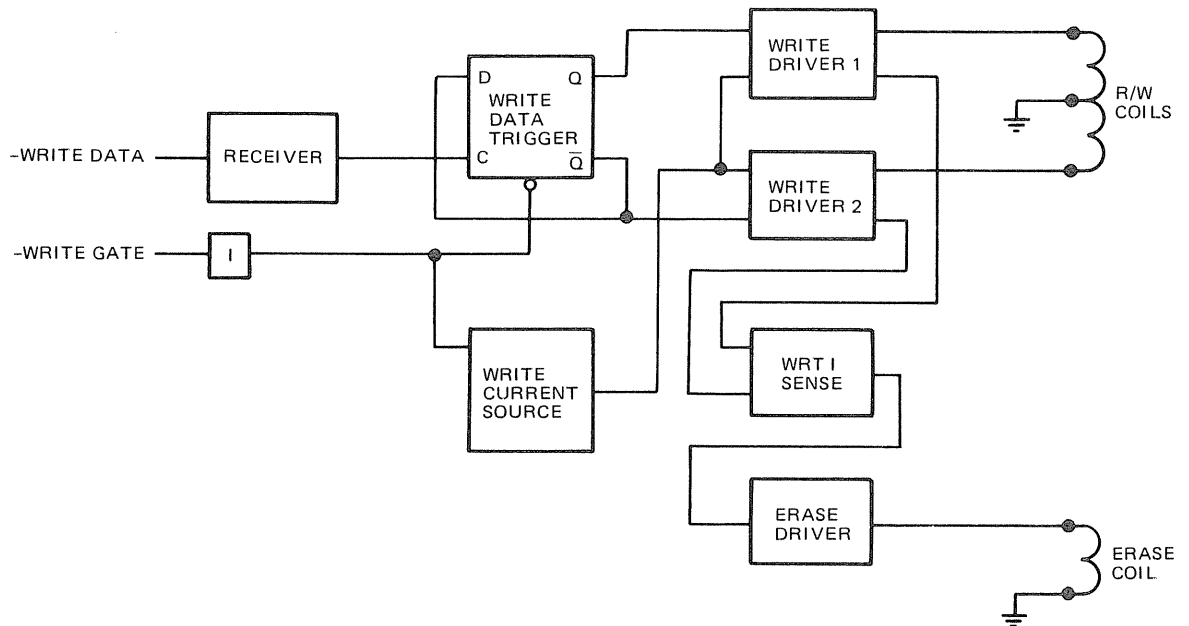 –WRITE DATA
RECEIVER
D
Q
WRITE
DATA
TRIGGER
C
Q̅
–WRITE GATE
I
WRITE
CURRENT
SOURCE
WRITE
DRIVER 1
WRITE
DRIVER 2
R/W
COILS
WRT I
SENSE
ERASE
DRIVER
ERASE
COIL